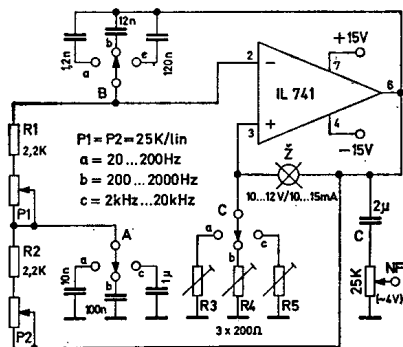 12n
1,2n
b
120n
a
e
B
+15V
2
−
7
IL 741
6
+
3
4
−15V
R1
2,2K
P1
P1 = P2 = 25K/lin
a = 20 ... 200Hz
b = 200 ... 2000Hz
c = 2kHz ... 20kHz
Ž
10...12V/10...15mA
R2
2,2K
P2
A
a
b
c
10n
100n
1µ
C
a
b
c
R3
R4
R5
3 x 200Ω
2µ
C
25K
NF
(~4V)